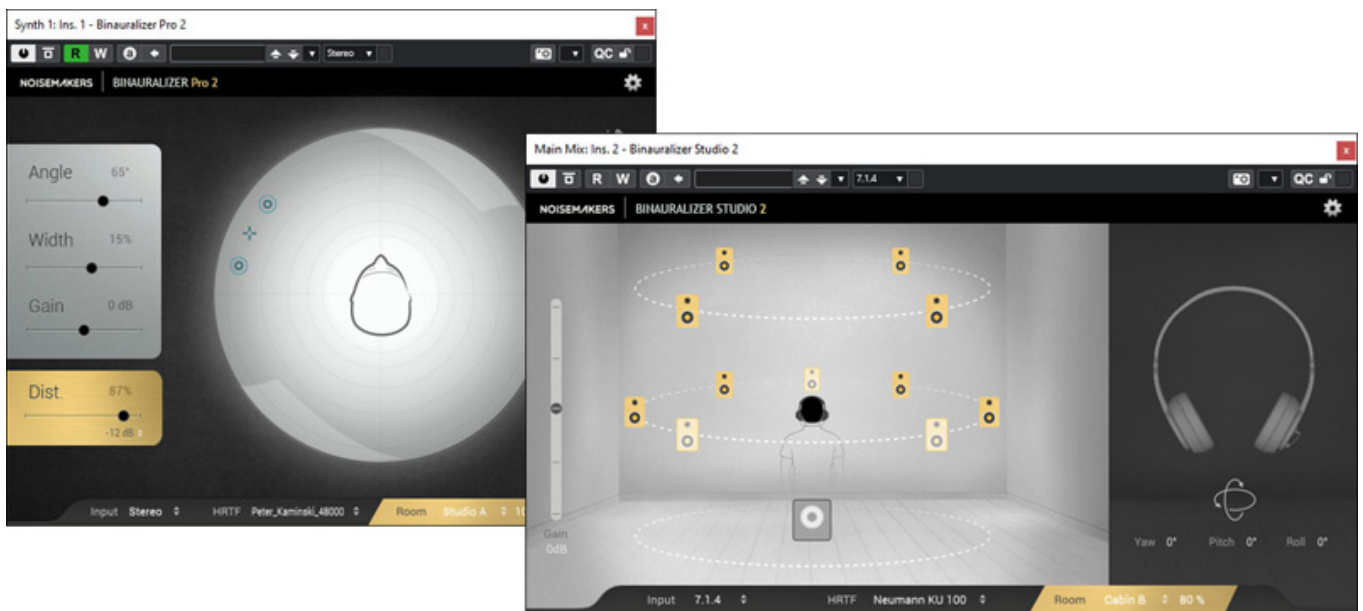 Synth 1: Ins. 1 - Binauralizer Pro 2
x
R W a Stereo QC
NOISEMAKERS BINAURALIZER Pro 2
Angle 65°
Width 15%
Gain 0 dB
Dist. 87%
-12 dB
Input Stereo HRTF Peter_Kaminski_48000 Room Studio A
Main Mix: Ins. 2 - Binauralizer Studio 2
x
R W a 7.1.4 QC
NOISEMAKERS BINAURALIZER STUDIO 2
Gain
0dB
Yaw 0° Pitch 0° Roll 0°
Input 7.1.4 HRTF Neumann KU 100 Room Cabin B 80 %